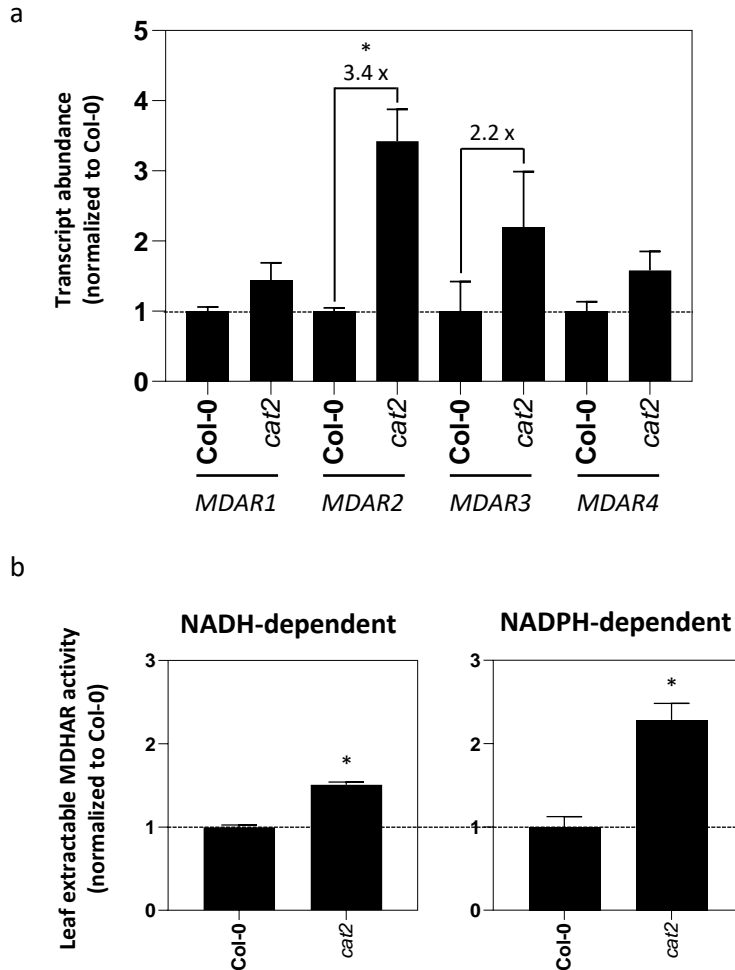 a
Transcript abundance
(normalized to Col-0)
5
4
3
2
1
0
*
3.4 x
2.2 x
Col-0
cat2
Col-0
cat2
Col-0
cat2
Col-0
cat2
MDAR1
MDAR2
MDAR3
MDAR4
b
Leaf extractable MDHAR activity
(normalized to Col-0)
NADH-dependent
3
2
1
0
*
Col-0
cat2
NADPH-dependent
3
2
1
0
*
Col-0
cat2